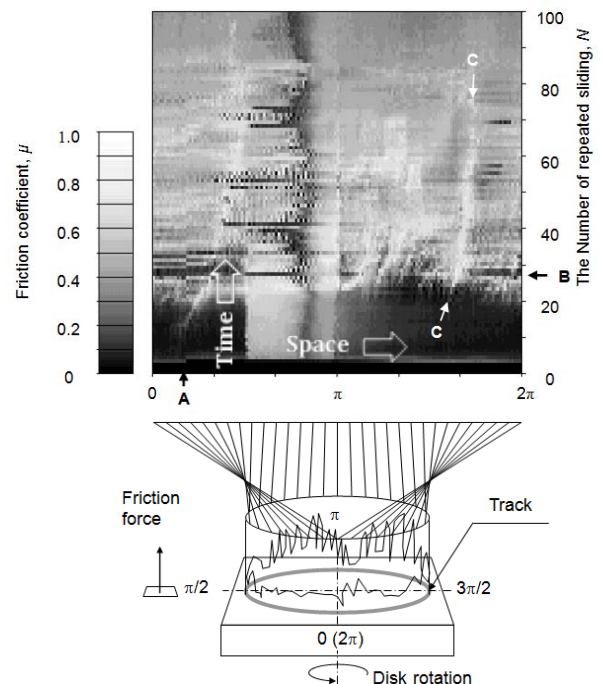 Friction coefficient, μ
1.0
0.8
0.6
0.4
0.2
0
Time
Space
C
C
A
B
0
π
2π
100
80
60
40
20
0
The Number of repeated sliding, N
Friction
force
π
Track
π/2
3π/2
0 (2π)
Disk rotation